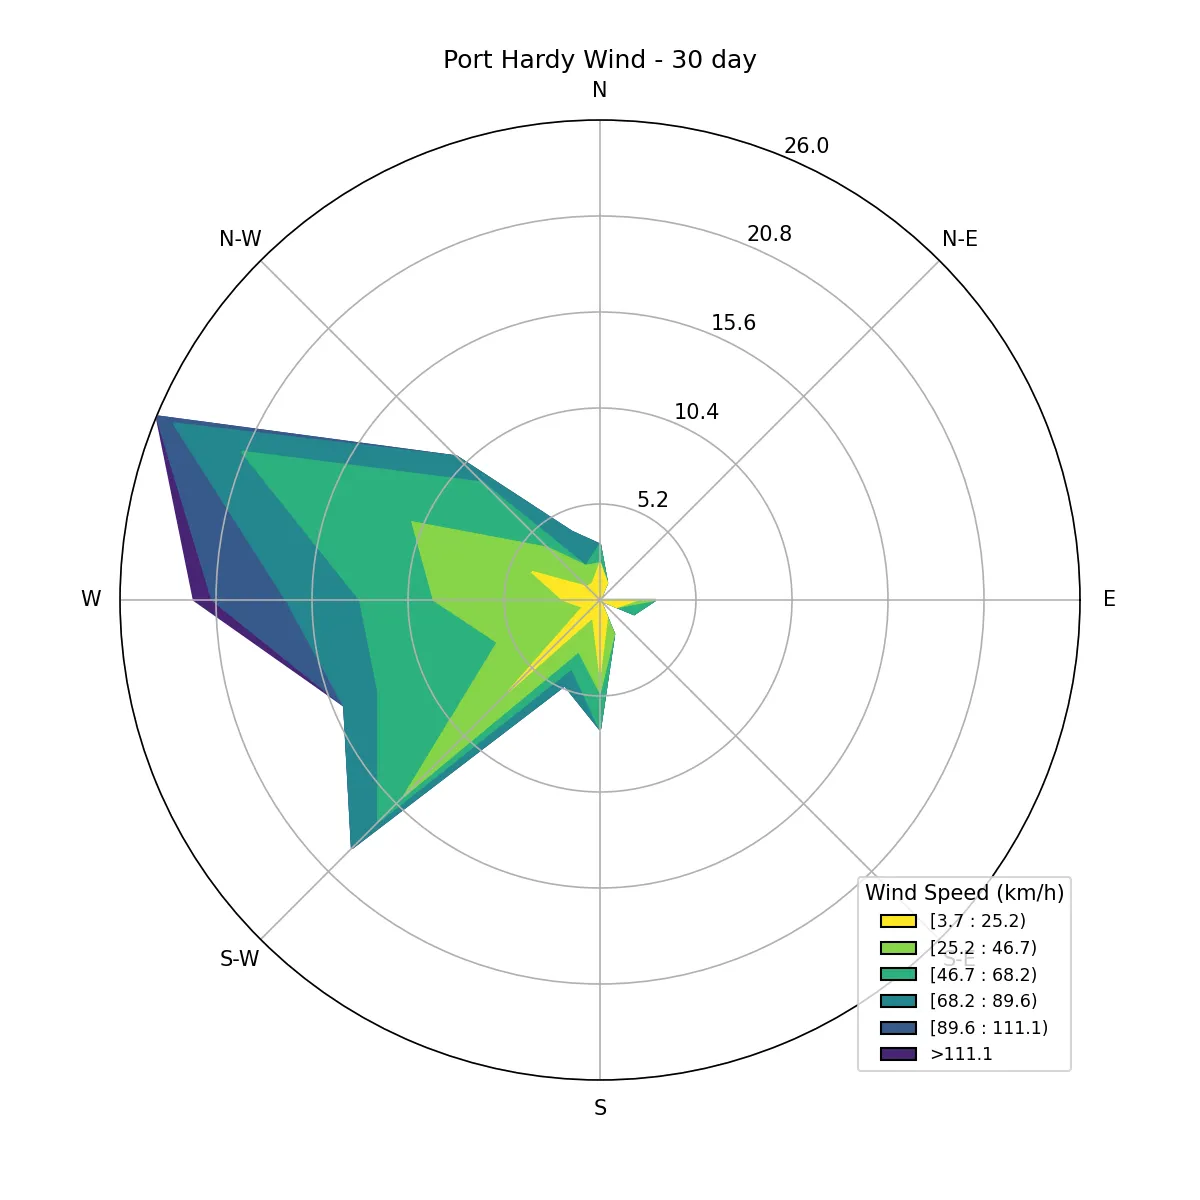 Port Hardy Wind - 30 day
N
26.0
N-W
N-E
20.8
15.6
10.4
5.2
W
E
S-W
S-E
S
Wind Speed (km/h)
[3.7 : 25.2)
[25.2 : 46.7)
[46.7 : 68.2)
[68.2 : 89.6)
[89.6 : 111.1)
>111.1